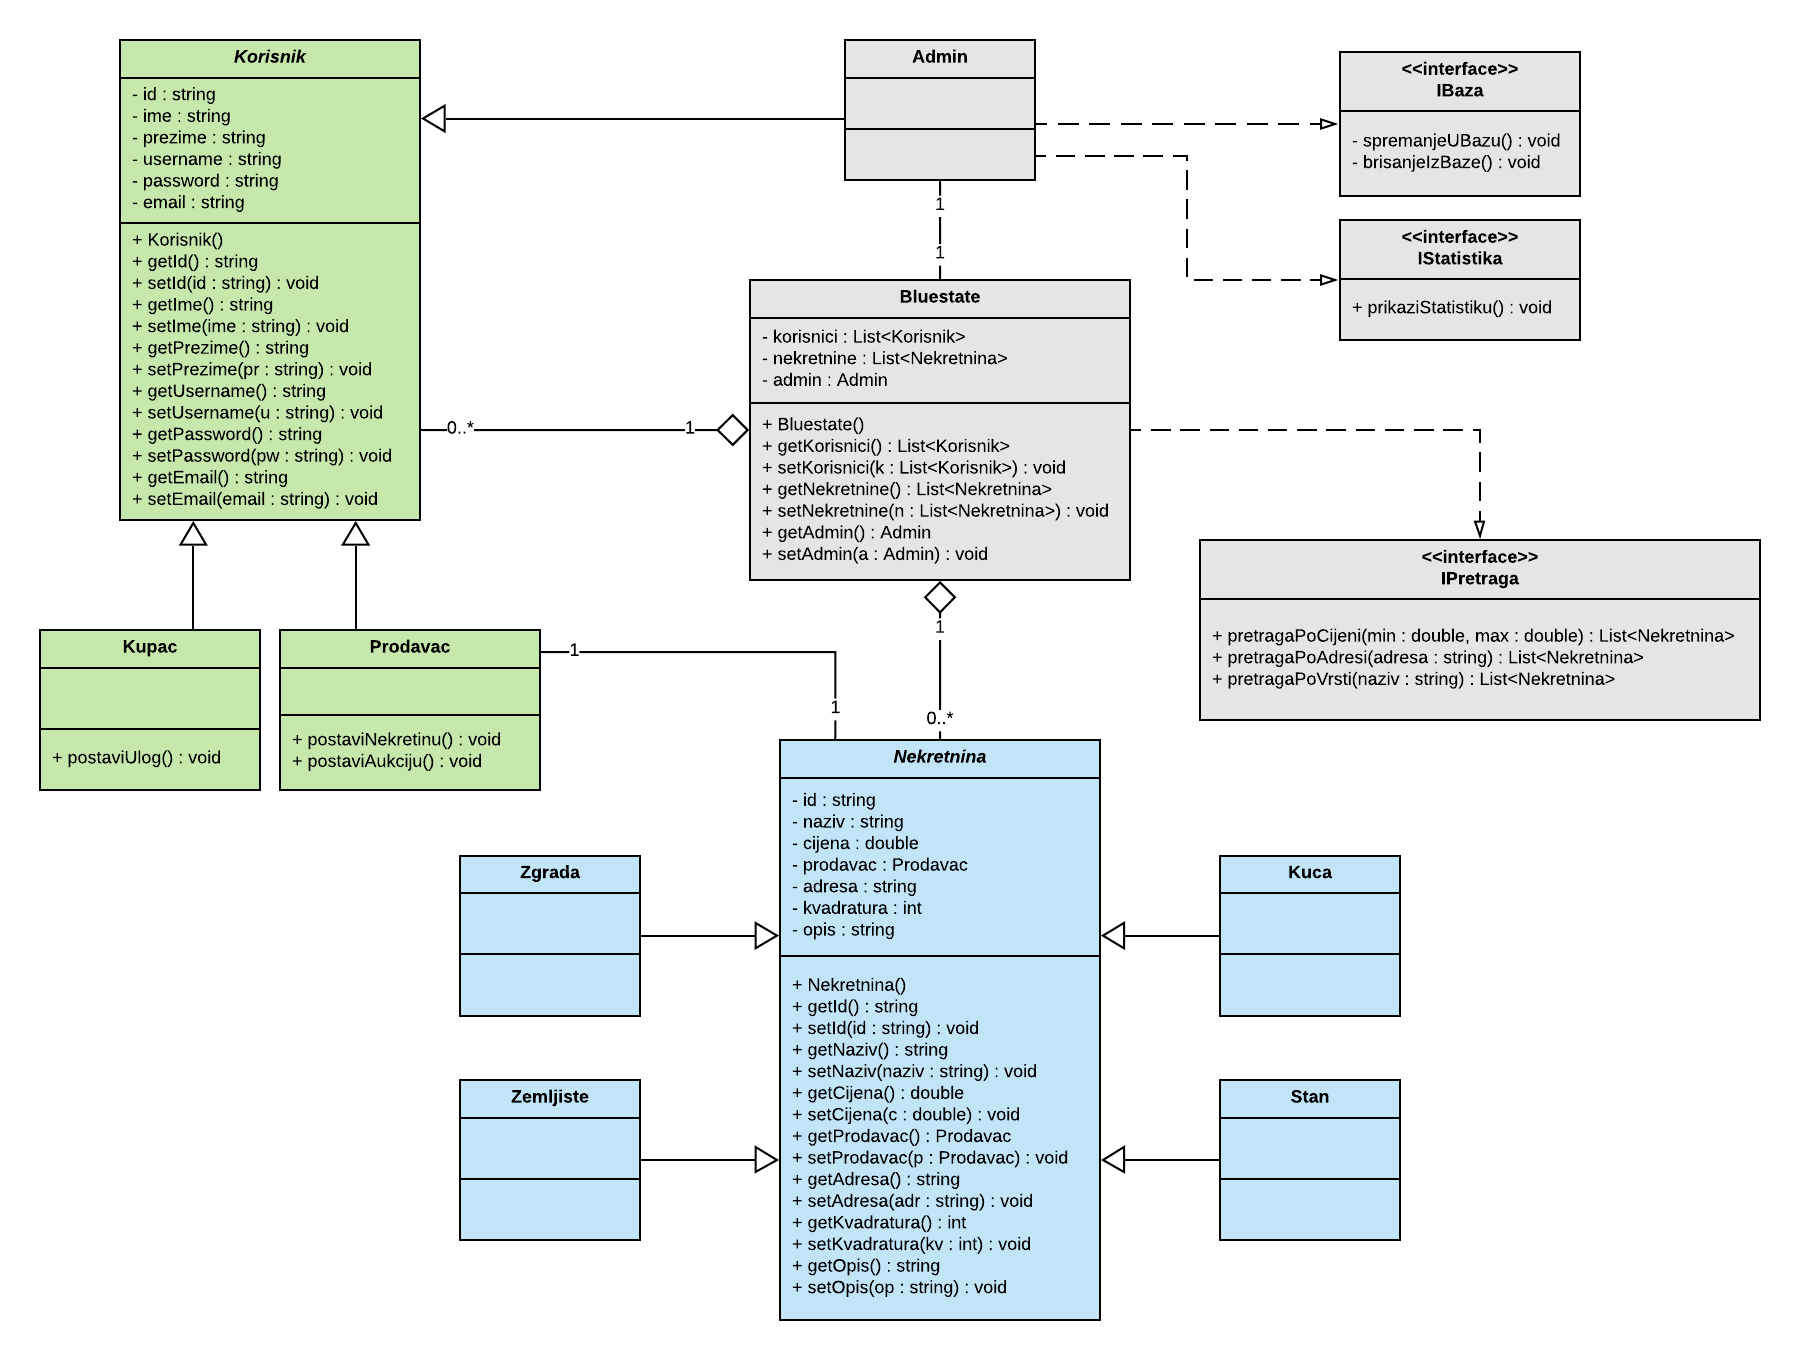 Korisnik
- id : string
- ime : string
- prezime : string
- username : string
- password : string
- email : string
+ Korisnik()
+ getId() : string
+ setId(id : string) : void
+ getIme() : string
+ setIme(ime : string) : void
+ getPrezime() : string
+ setPrezime(pr : string) : void
+ getUsername() : string
+ setUsername(u : string) : void
+ getPassword() : string
+ setPassword(pw : string) : void
+ getEmail() : string
+ setEmail(email : string) : void
Admin
<<interface>>
IBaza
- spremanjeUBazu() : void
- brisanjeIzBaze() : void
<<interface>>
IStatistika
+ prikaziStatistiku() : void
1
1
Bluestate
- korisnici : List<Korisnik>
- nekretnine : List<Nekretnina>
- admin : Admin
+ Bluestate()
+ getKorisnici() : List<Korisnik>
+ setKorisnici(k : List<Korisnik>) : void
+ getNekretnine() : List<Nekretnina>
+ setNekretnine(n : List<Nekretnina>) : void
+ getAdmin() : Admin
+ setAdmin(a : Admin) : void
0..*
1
<<interface>>
IPretraga
+ pretragaPoCijeni(min : double, max : double) : List<Nekretnina>
+ pretragaPoAdresi(adresa : string) : List<Nekretnina>
+ pretragaPoVrsti(naziv : string) : List<Nekretnina>
Kupac
+ postaviUlog() : void
Prodavac
+ postaviNekretinu() : void
+ postaviAukciju() : void
1
1
1
0..*
Nekretnina
- id : string
- naziv : string
- cijena : double
- prodavac : Prodavac
- adresa : string
- kvadratura : int
- opis : string
+ Nekretnina()
+ getId() : string
+ setId(id : string) : void
+ getNaziv() : string
+ setNaziv(naziv : string) : void
+ getCijena() : double
+ setCijena(c : double) : void
+ getProdavac() : Prodavac
+ setProdavac(p : Prodavac) : void
+ getAdresa() : string
+ setAdresa(adr : string) : void
+ getKvadratura() : int
+ setKvadratura(kv : int) : void
+ getOpis() : string
+ setOpis(op : string) : void
Zgrada
Kuca
Zemljiste
Stan